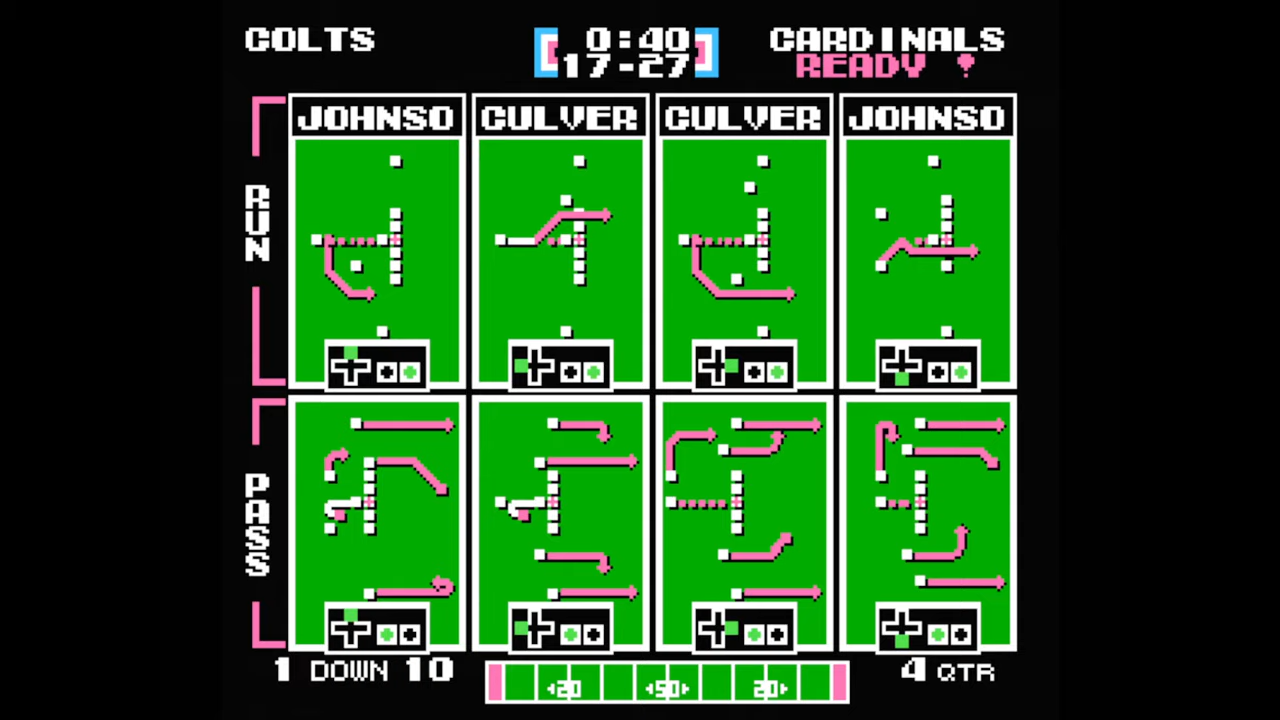 COLTS 0:40 CARDINALS
17-27 READY !
JOHNSO CULVER CULVER JOHNSO
RUN
PASS
1 DOWN 10 4 QTR
20 50 20